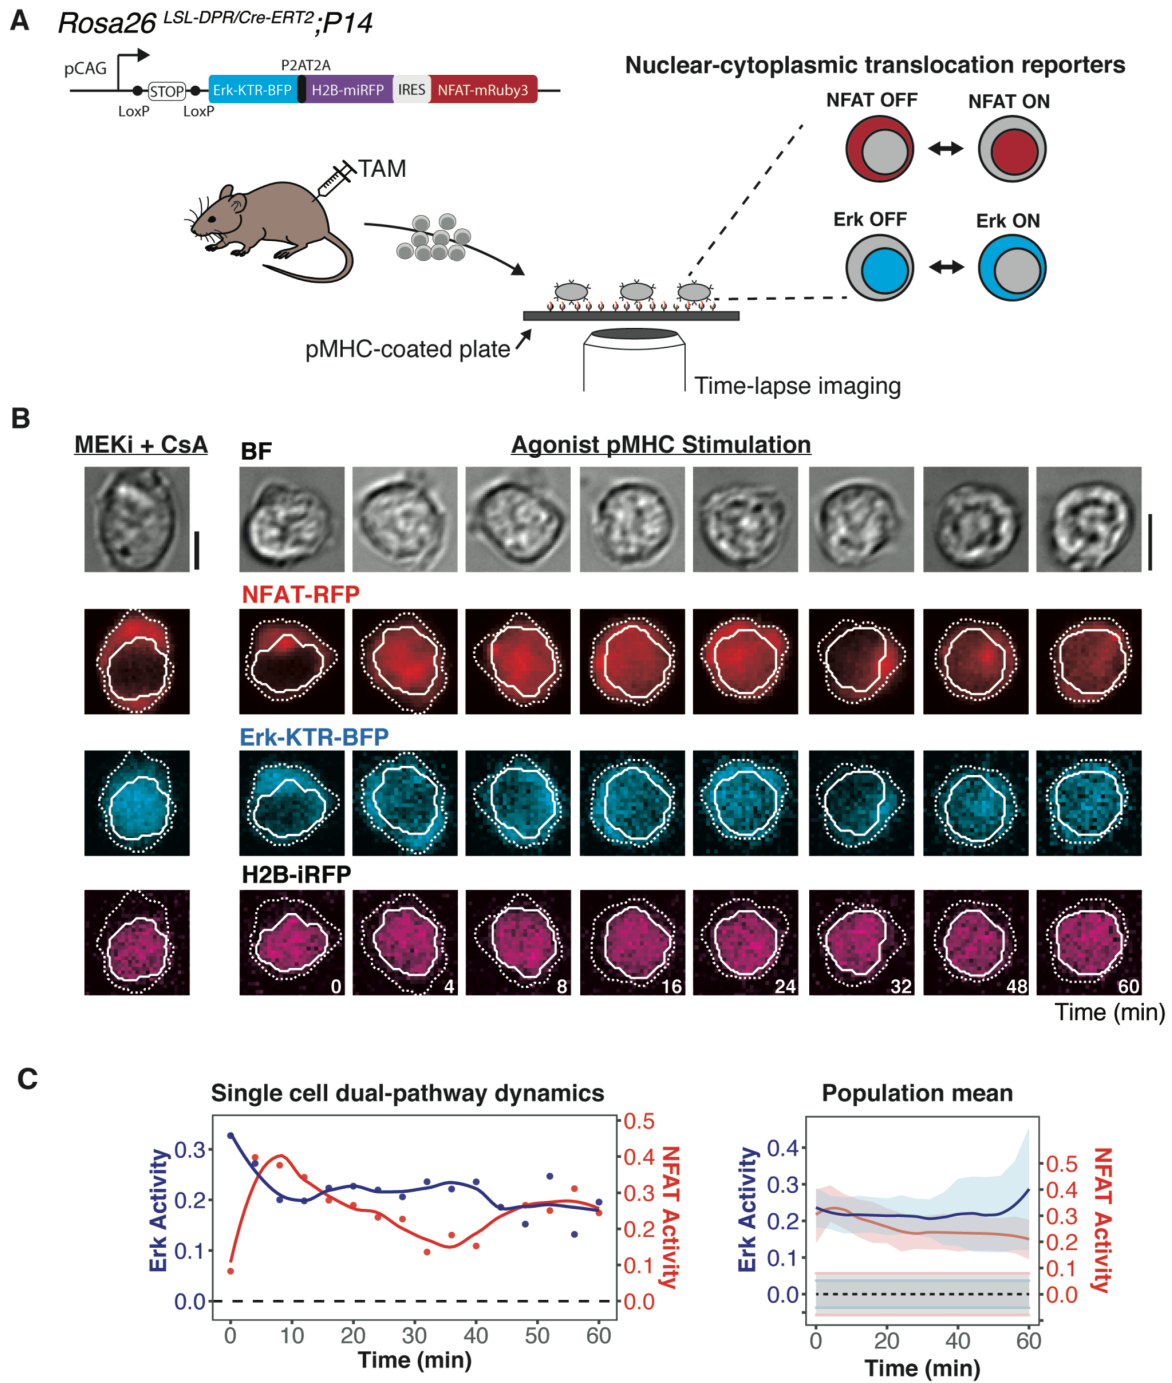 A
Rosa26 LSL-DPR/Cre-ERT2;P14
pCAG
P2AT2A
STOP
Erk-KTR-BFP
H2B-miRFP
IRES
NFAT-mRuby3
LoxP
LoxP
TAM
Nuclear-cytoplasmic translocation reporters
NFAT OFF
NFAT ON
Erk OFF
Erk ON
pMHC-coated plate
Time-lapse imaging
B
MEKi + CsA
BF
Agonist pMHC Stimulation
NFAT-RFP
Erk-KTR-BFP
H2B-iRFP
0 4 8 16 24 32 48 60
Time (min)
C
Single cell dual-pathway dynamics
Erk Activity
0.3
0.2
0.1
0.0
0.5
0.4
0.3
0.2
0.1
0.0
NFAT Activity
0 10 20 30 40 50 60
Time (min)
Population mean
Erk Activity
0.4
0.3
0.2
0.1
0.0
0.5
0.4
0.3
0.2
0.1
0.0
NFAT Activity
0 20 40 60
Time (min)